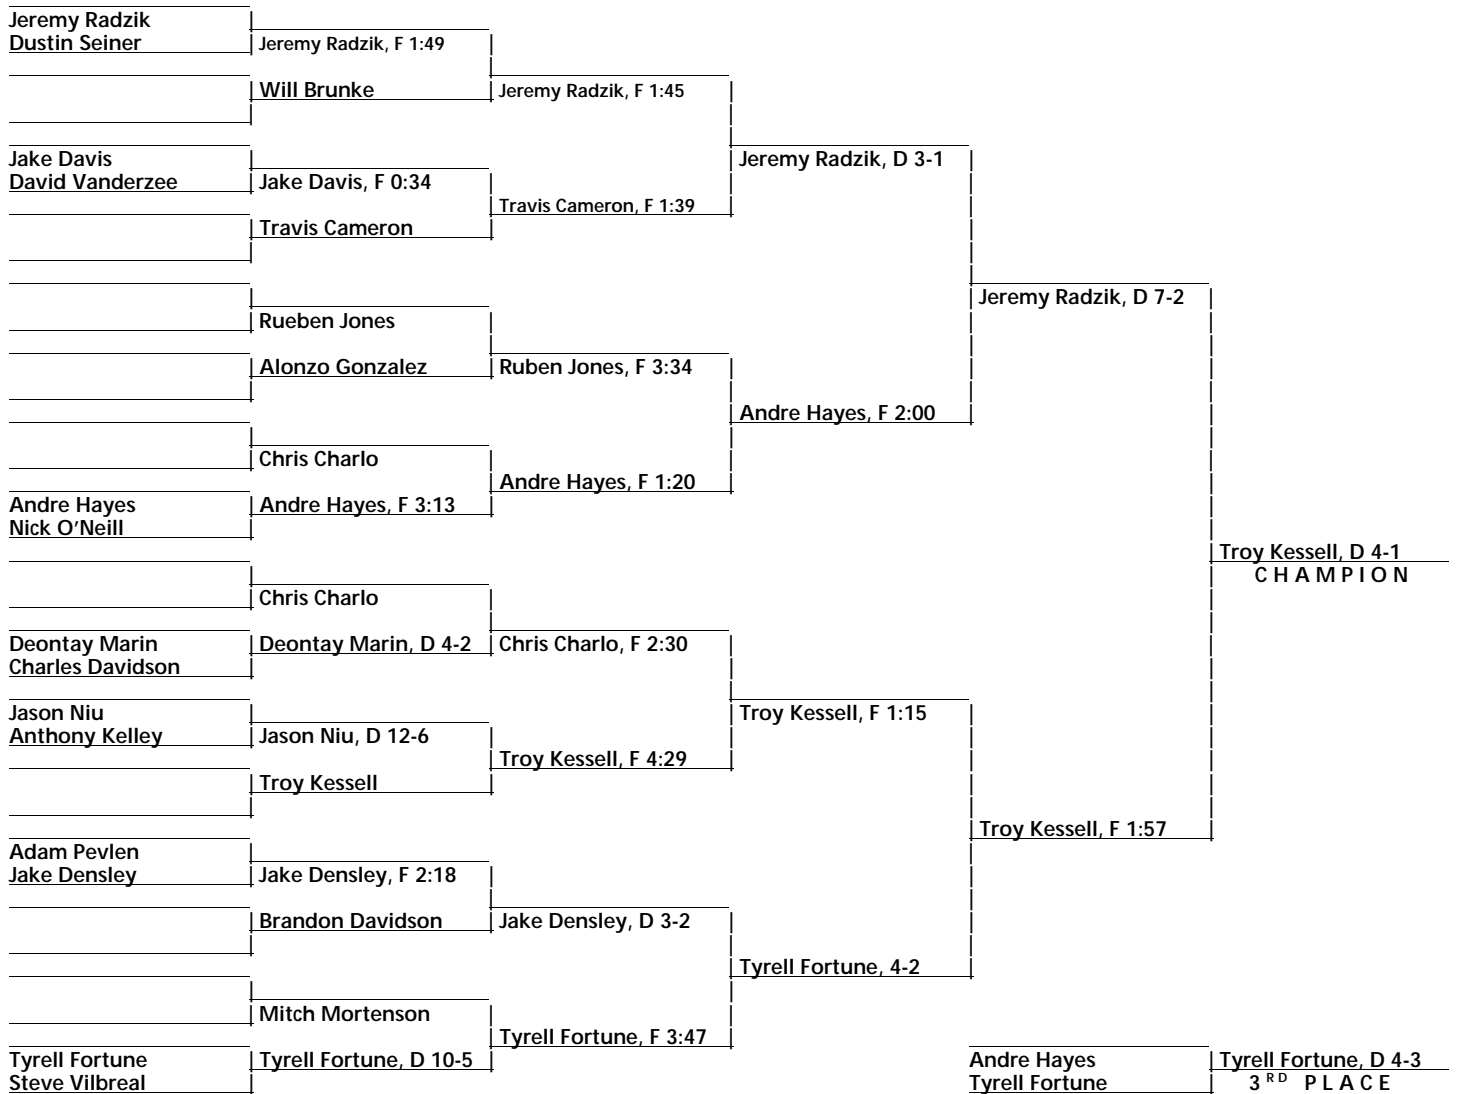 Jeremy Radzik
Dustin Seiner
Jeremy Radzik, F 1:49
Will Brunke
Jeremy Radzik, F 1:45
Jake Davis
David Vanderzee
Jake Davis, F 0:34
Travis Cameron
Travis Cameron, F 1:39
Jeremy Radzik, D 3-1
Rueben Jones
Alonzo Gonzalez
Ruben Jones, F 3:34
Chris Charlo
Andre Hayes
Nick O’Neill
Andre Hayes, F 3:13
Andre Hayes, F 1:20
Andre Hayes, F 2:00
Jeremy Radzik, D 7-2
Chris Charlo
Deontay Marin
Charles Davidson
Deontay Marin, D 4-2
Chris Charlo, F 2:30
Jason Niu
Anthony Kelley
Jason Niu, D 12-6
Troy Kessell
Troy Kessell, F 4:29
Troy Kessell, F 1:15
Adam Pevlen
Jake Densley
Jake Densley, F 2:18
Brandon Davidson
Jake Densley, D 3-2
Mitch Mortenson
Tyrell Fortune
Steve Vilbreal
Tyrell Fortune, D 10-5
Tyrell Fortune, F 3:47
Tyrell Fortune, 4-2
Troy Kessell, F 1:57
Troy Kessell, D 4-1
CHAMPION
Andre Hayes
Tyrell Fortune
Tyrell Fortune, D 4-3
3RD PLACE